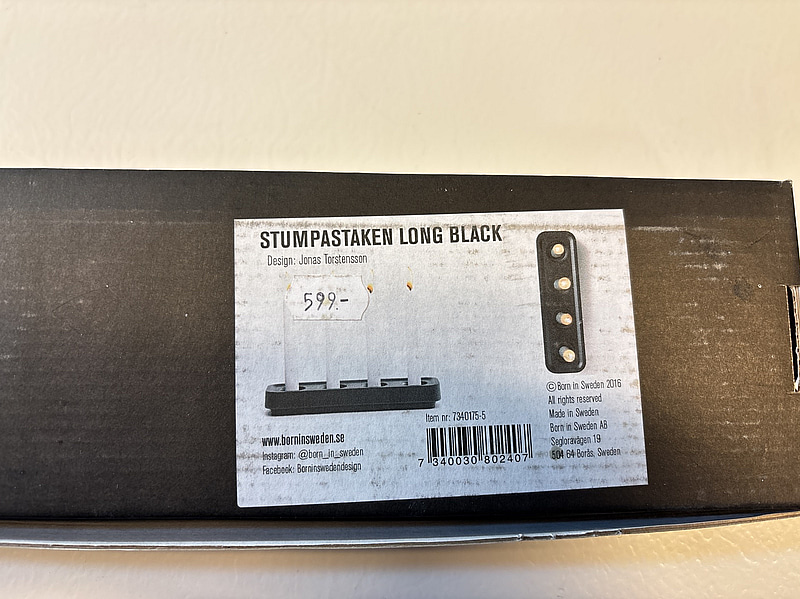 STUMPASTAKEN LONG BLACK
Design: Jonas Torstensson
599.-
Item nr: 7340175-5
www.borninsweden.se
Instagram: @born_in_sweden
Facebook: Borninswedendesign
7 340030 802407
©Born in Sweden 2016
All rights reserved
Made in Sweden
Born in Sweden AB
Segloravägen 19
504 64 Borås, Sweden